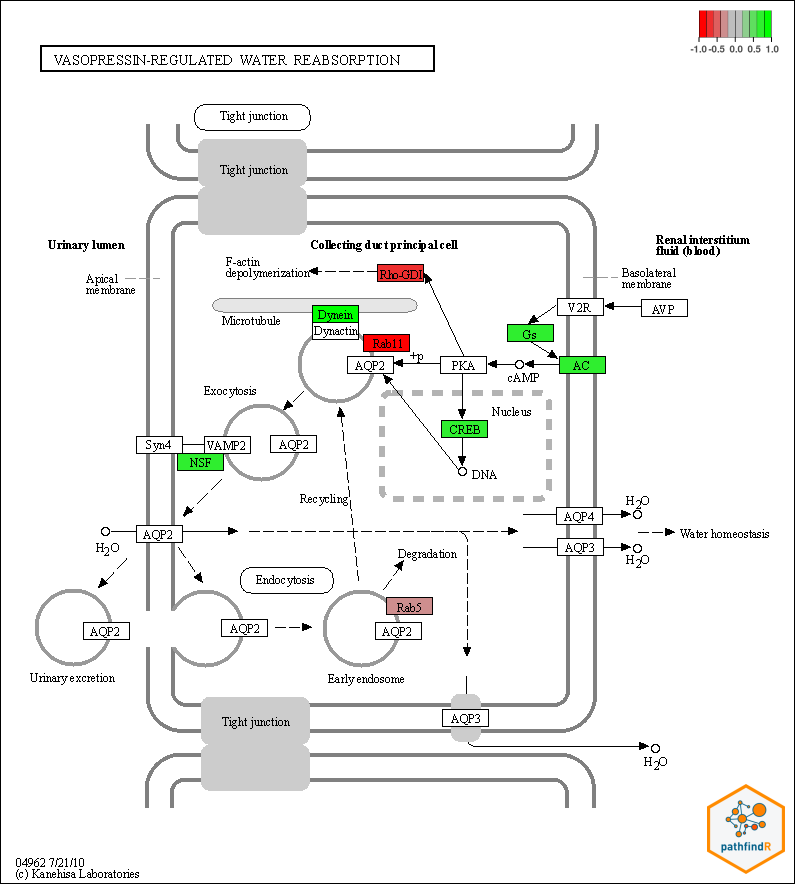 -1.0 -0.5 0.0 0.5 1.0
VASOPRESSIN-REGULATED WATER REABSORPTION
Tight junction
Tight junction
Urinary lumen
Collecting duct principal cell
Renal interstitium
fluid (blood)
Apical
membrane
F-actin
depolymerization
Rho-GDI
Basolateral
membrane
Microtubule
Dynein
Dynactin
V2R
AVP
Gs
Rab11
+p
AQP2
PKA
cAMP
AC
Exocytosis
Nucleus
CREB
DNA
Syn4
VAMP2
AQP2
NSF
Recycling
H2O
AQP4
AQP3
H2O
Water homeostasis
AQP2
H2O
Degradation
Endocytosis
Rab5
AQP2
AQP2
AQP2
Urinary excretion
Early endosome
Tight junction
AQP3
H2O
04962 7/21/10
(c) Kanehisa Laboratories
pathfindR